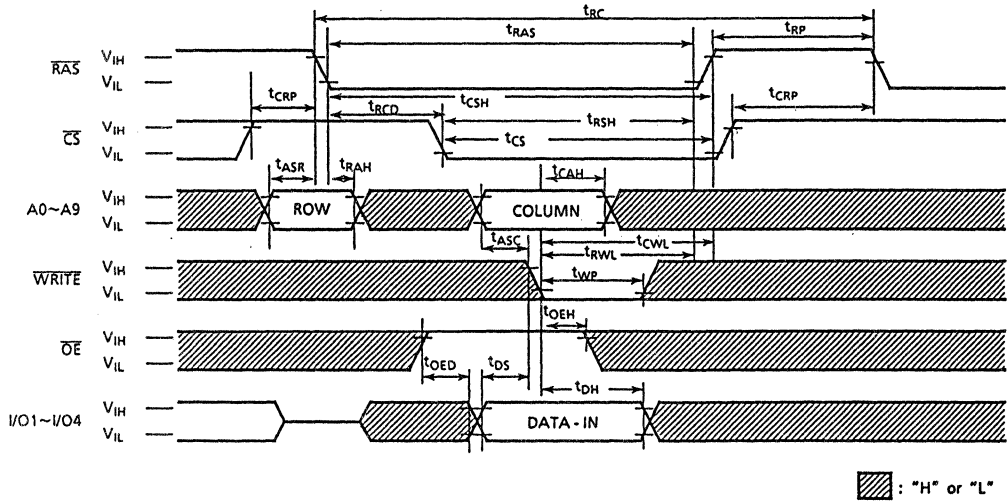 tRC
tRAS
tRP
RAS VIH
VIL
tCRP
tRCD
tCSH
tCRP
tRSH
CS VIH
VIL
tCS
tASR
tRAH
tCAH
A0~A9 VIH
VIL
ROW
COLUMN
tASC
tCWL
tRWL
WRITE VIH
VIL
tWP
tOEH
OE VIH
VIL
tOED
tDS
tDH
I/O1~I/O4 VIH
VIL
DATA-IN
: "H" or "L"